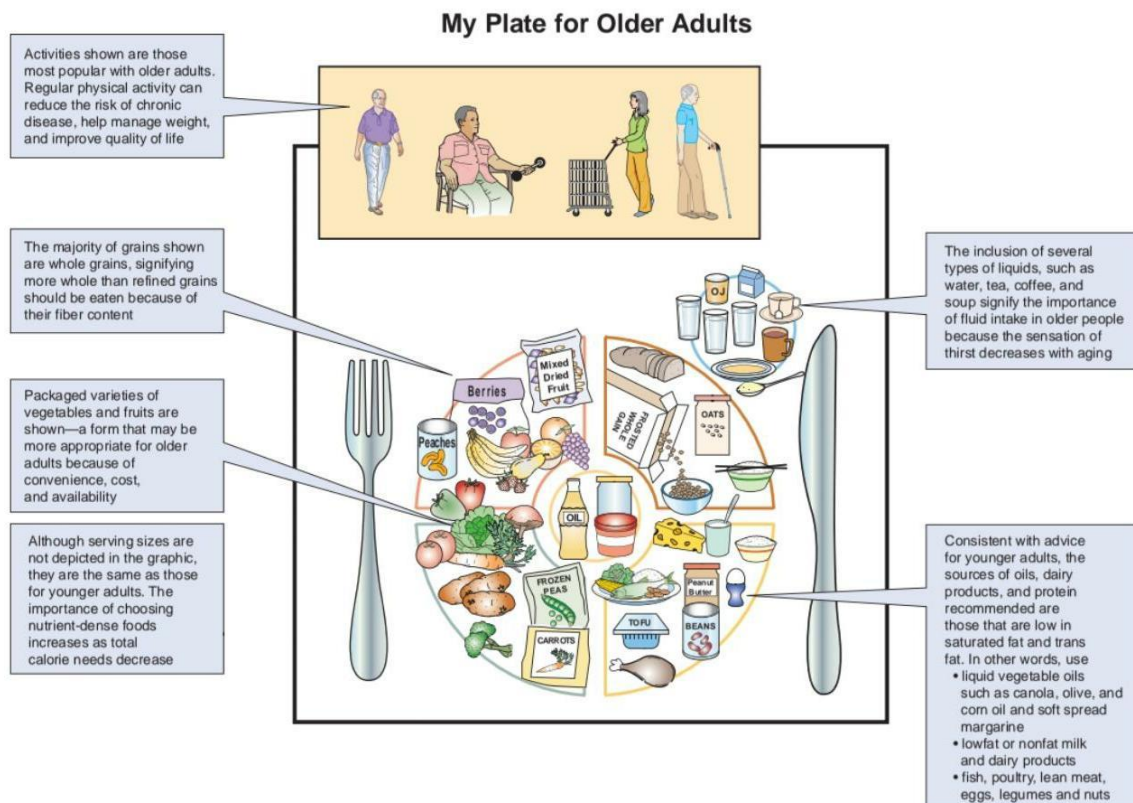 My Plate for Older Adults
Activities shown are those
most popular with older adults.
Regular physical activity can
reduce the risk of chronic
disease, help manage weight,
and improve quality of life
The majority of grains shown
are whole grains, signifying
more whole than refined grains
should be eaten because of
their fiber content
Packaged varieties of
vegetables and fruits are
shown—a form that may be
more appropriate for older
adults because of
convenience, cost,
and availability
Although serving sizes are
not depicted in the graphic,
they are the same as those
for younger adults. The
importance of choosing
nutrient-dense foods
increases as total
calorie needs decrease
Mixed
Dried
Fruit
Berries
Peaches
FROSTED
WHOLE
GAIN
OATS
OJ
OIL
FROZEN
PEAS
CARROTS
Peanut
Butter
TOFU
BEANS
The inclusion of several
types of liquids, such as
water, tea, coffee, and
soup signify the importance
of fluid intake in older people
because the sensation of
thirst decreases with aging
Consistent with advice
for younger adults, the
sources of oils, dairy
products, and protein
recommended are
those that are low in
saturated fat and trans
fat. In other words, use
• liquid vegetable oils
such as canola, olive, and
corn oil and soft spread
margarine
• lowfat or nonfat milk
and dairy products
• fish, poultry, lean meat,
eggs, legumes and nuts